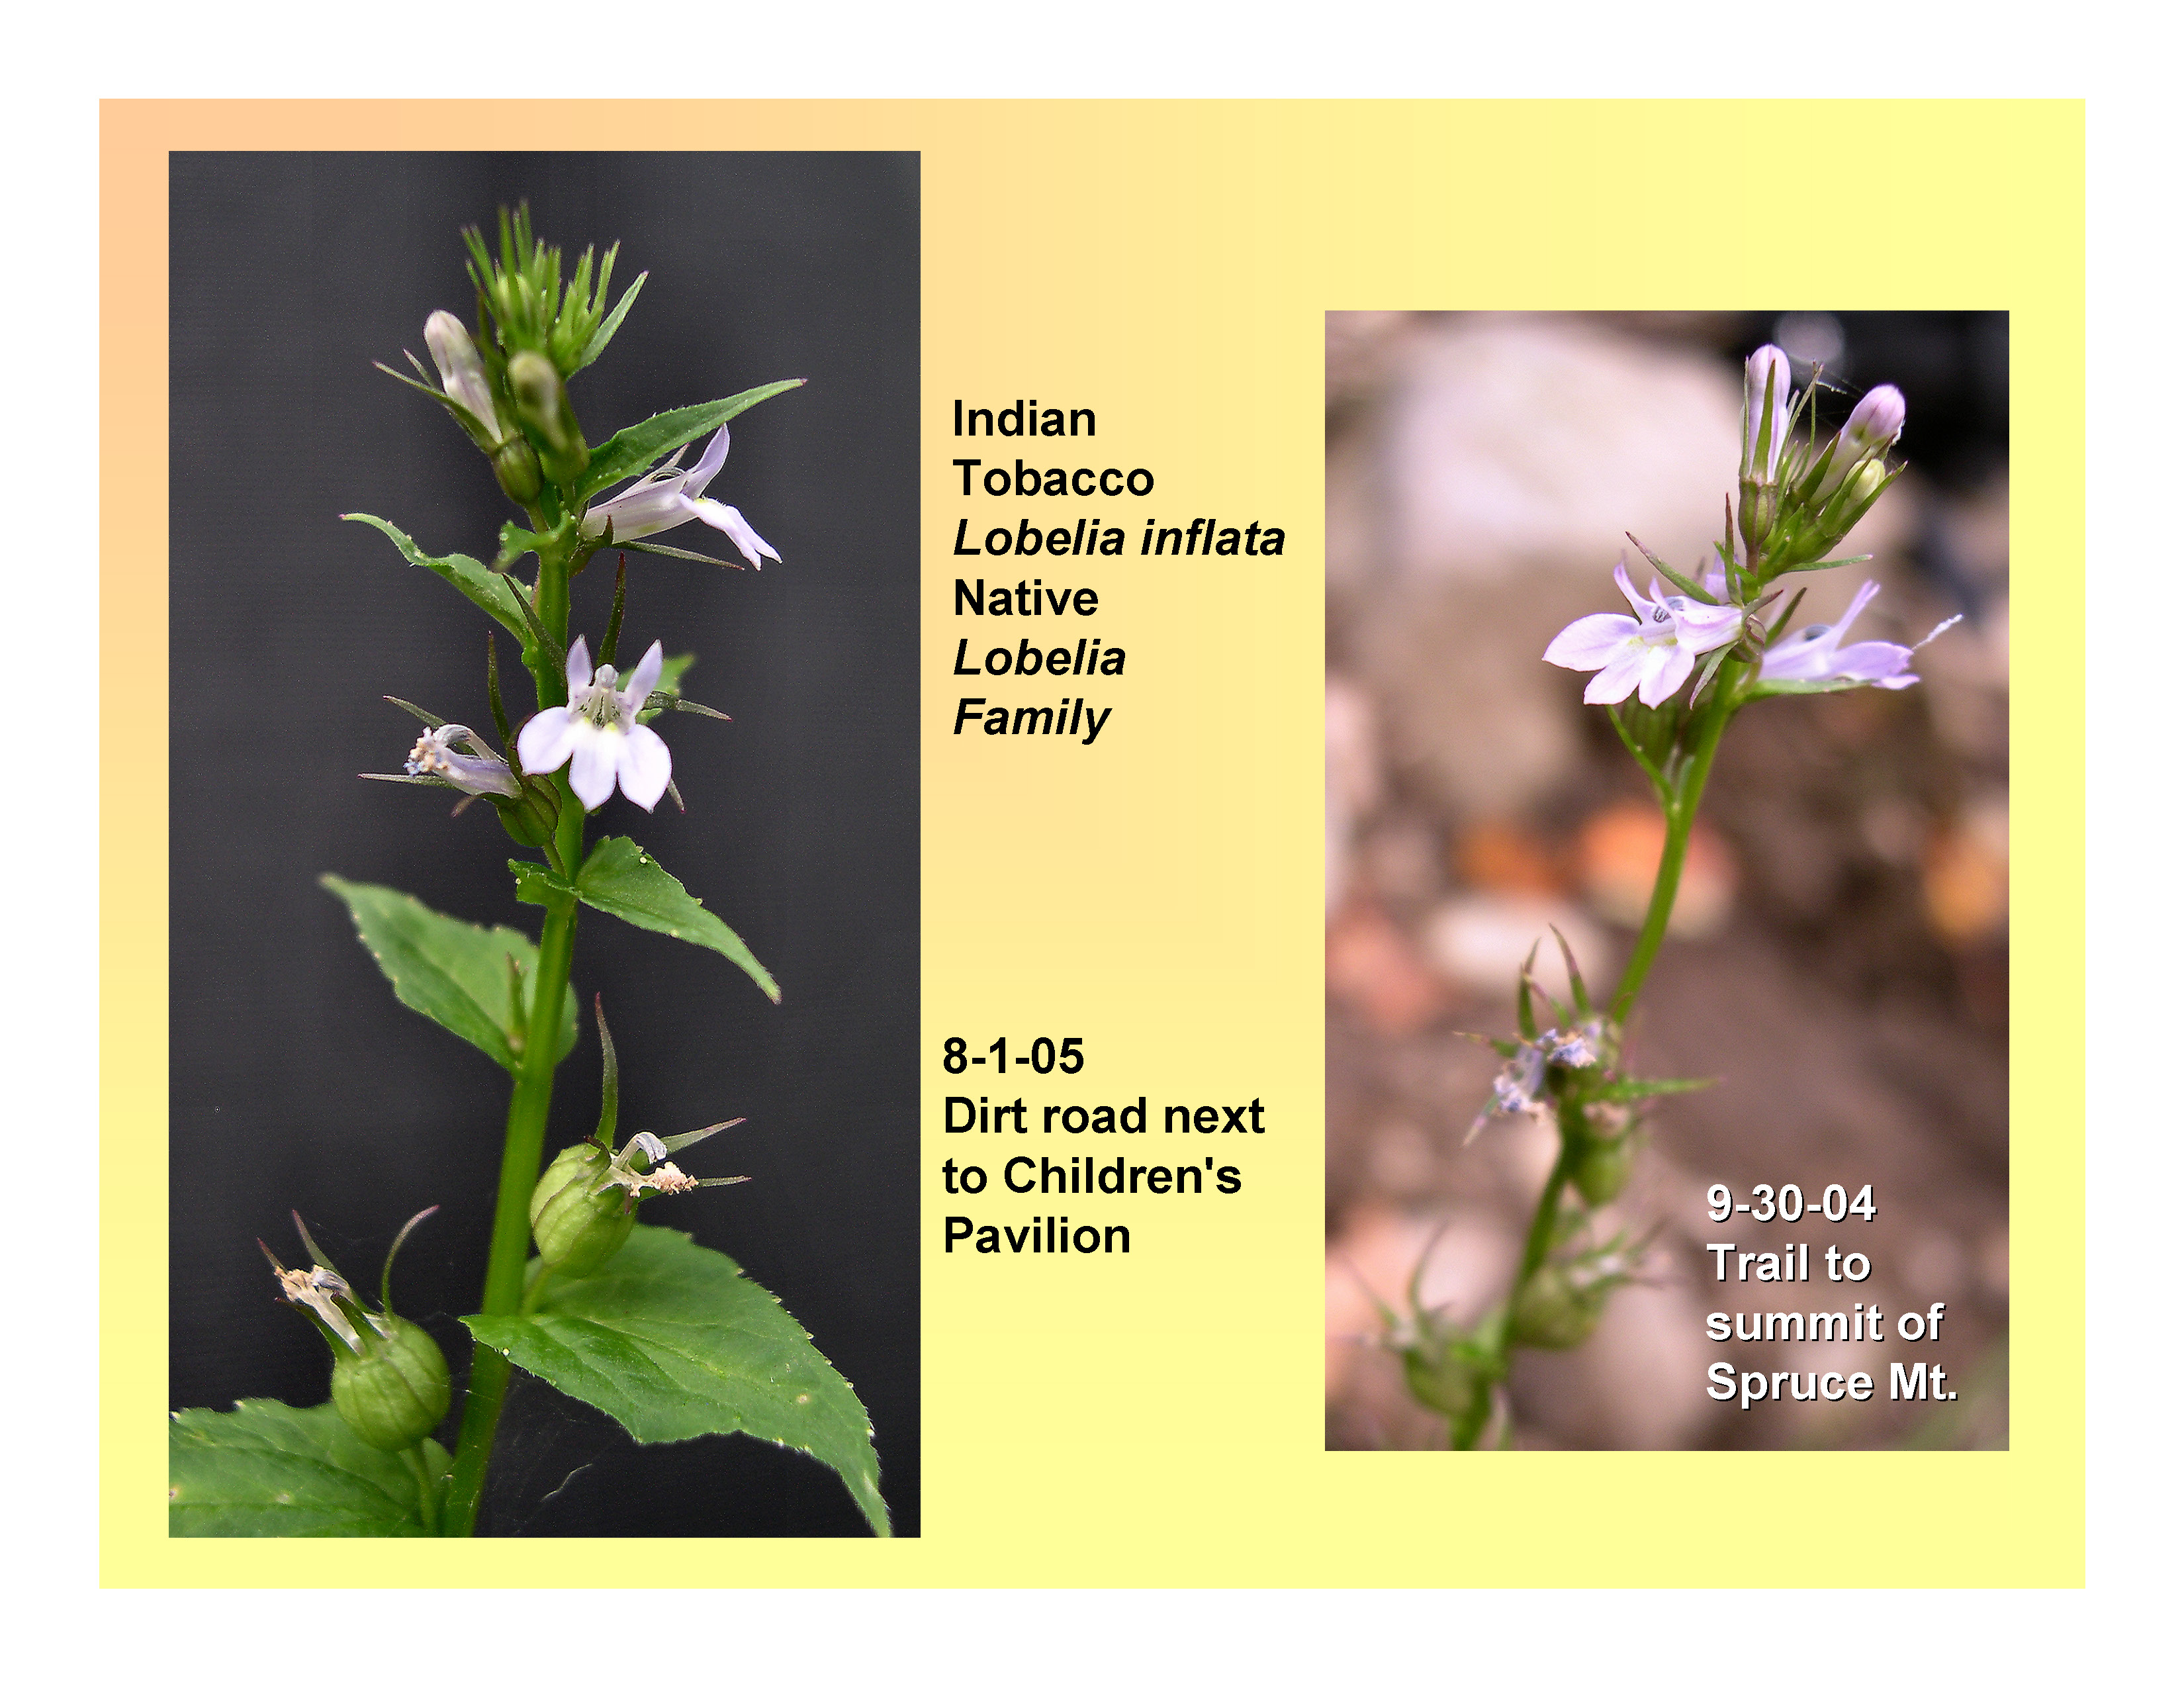 Indian
Tobacco
Lobelia inflata
Native
Lobelia
Family
8-1-05
Dirt road next
to Children's
Pavilion
9-30-04
Trail to
summit of
Spruce Mt.